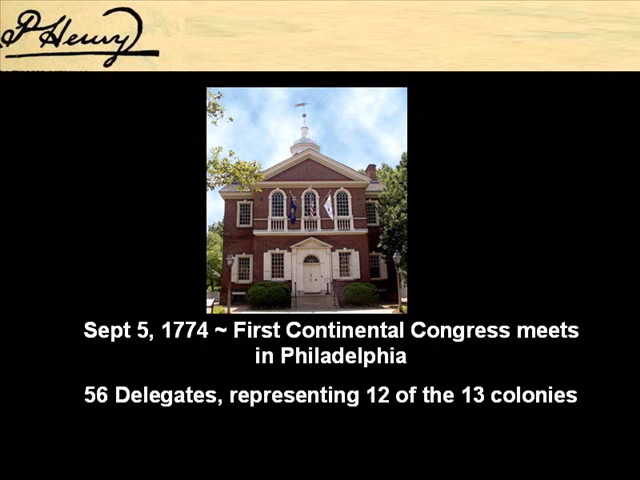 P Henry
Sept 5, 1774 ~ First Continental Congress meets
in Philadelphia
56 Delegates, representing 12 of the 13 colonies